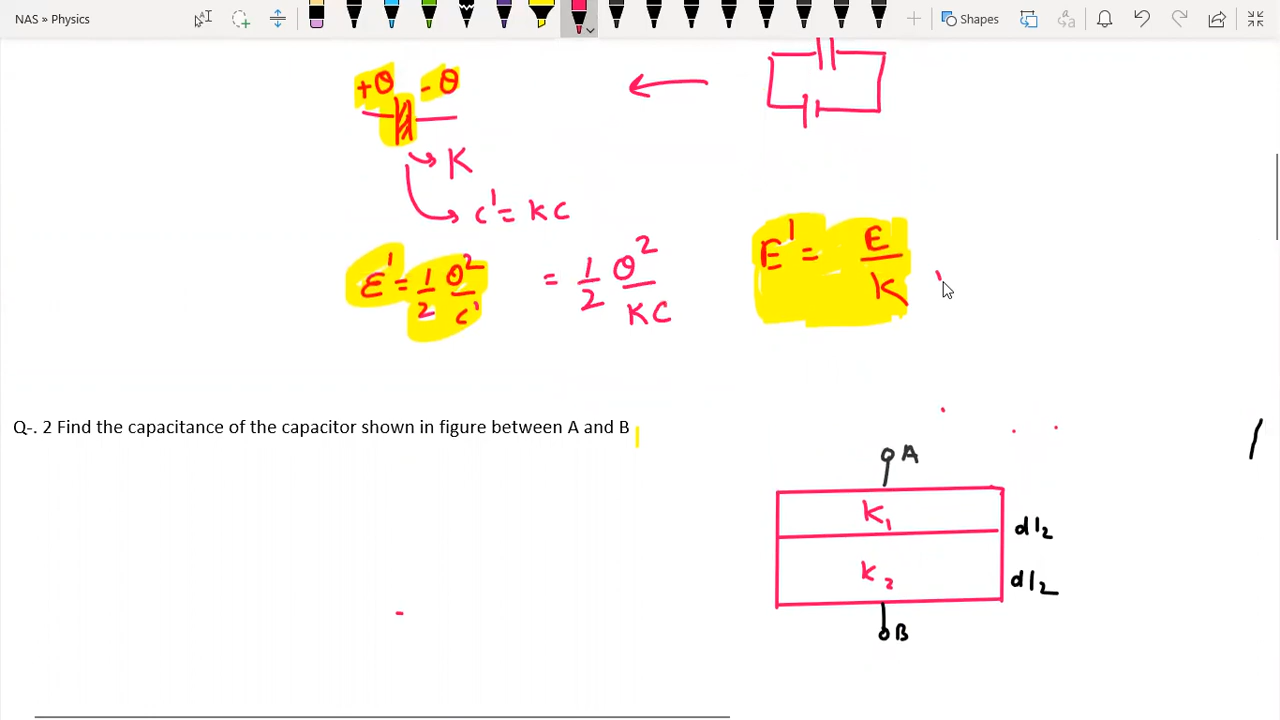 NAS » Physics
Shapes
+Q -Q
K
C' = KC
E' = 1/2 Q²/C' = 1/2 Q²/KC
E' = E/K
Q-. 2 Find the capacitance of the capacitor shown in figure between A and B
A
K₁
d/2
K₂
d/2
B